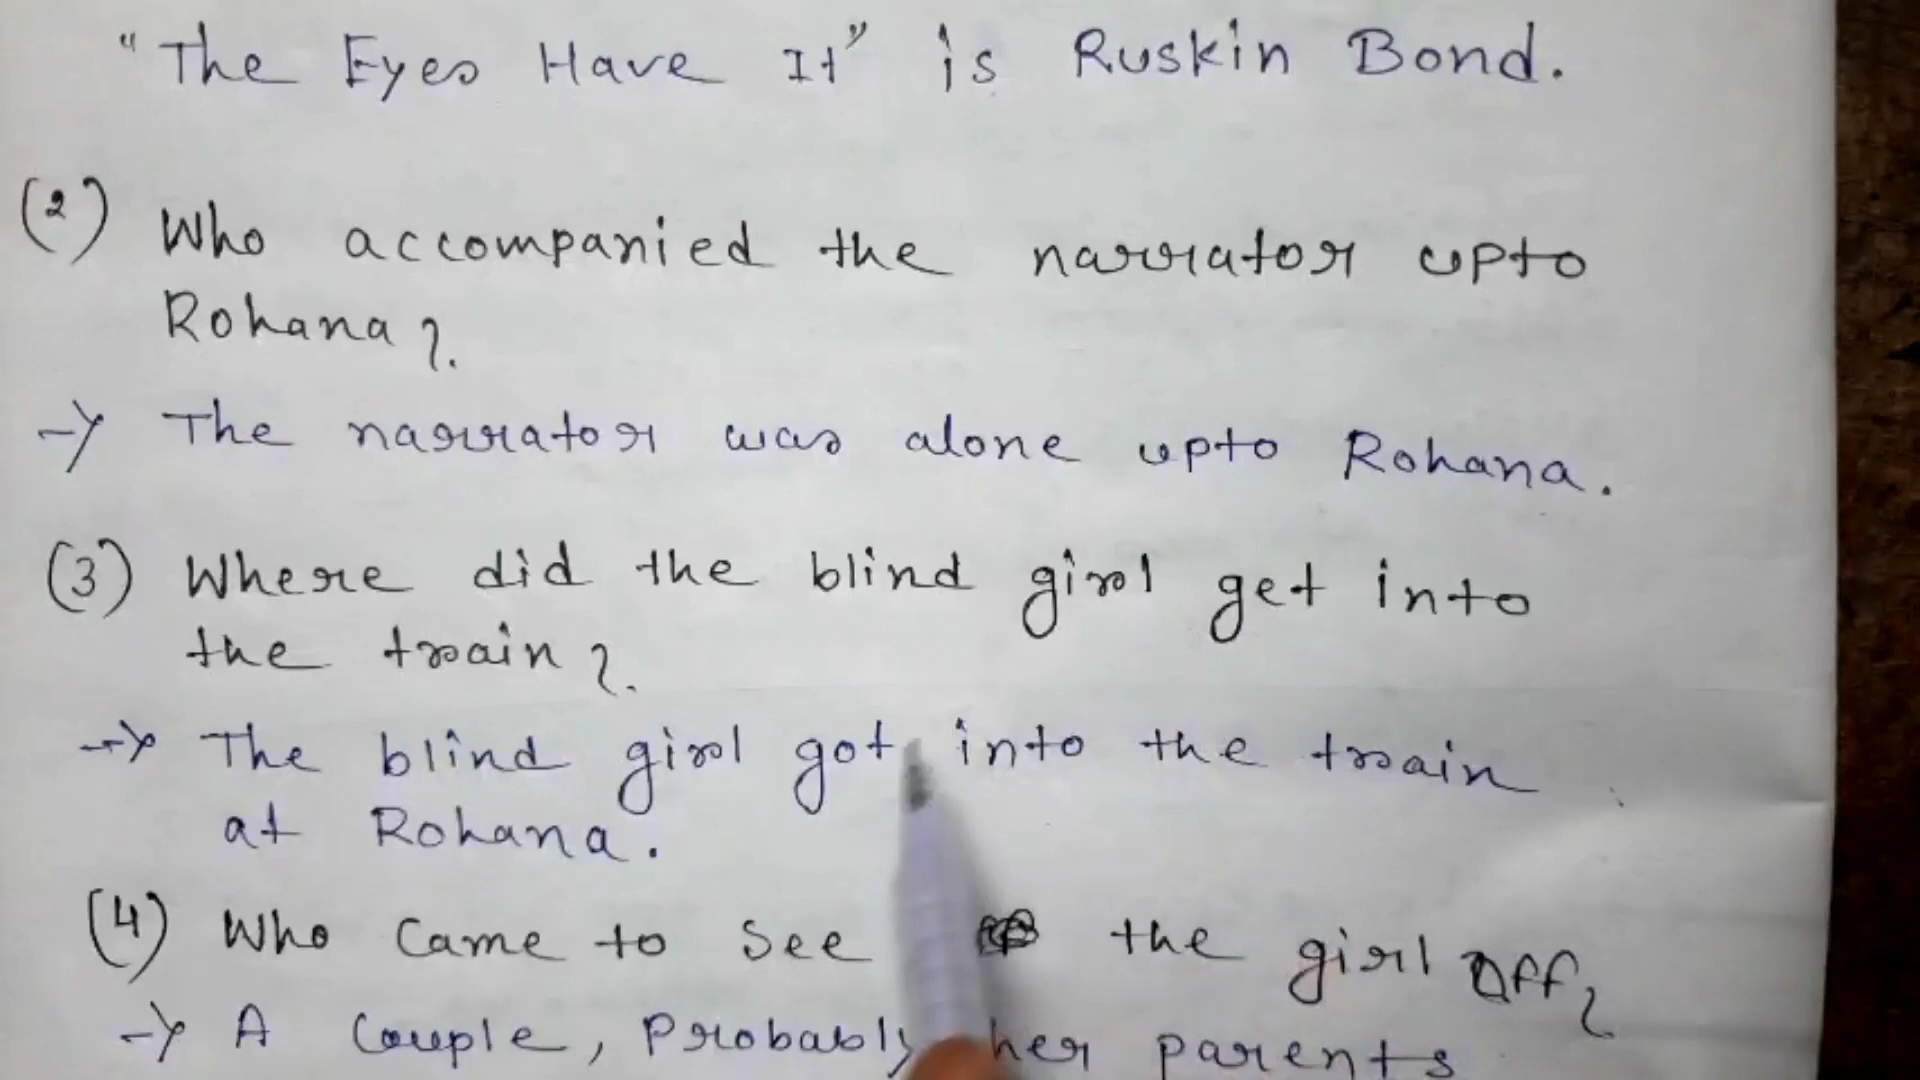 "The Eyes Have It" is Ruskin Bond.
(2) Who accompanied the narrator upto
Rohana?
→ The narrator was alone upto Rohana.
(3) Where did the blind girl get into
the train?
→ The blind girl got into the train
at Rohana.
(4) Who came to see the girl off?
→ A couple, Probably her parents